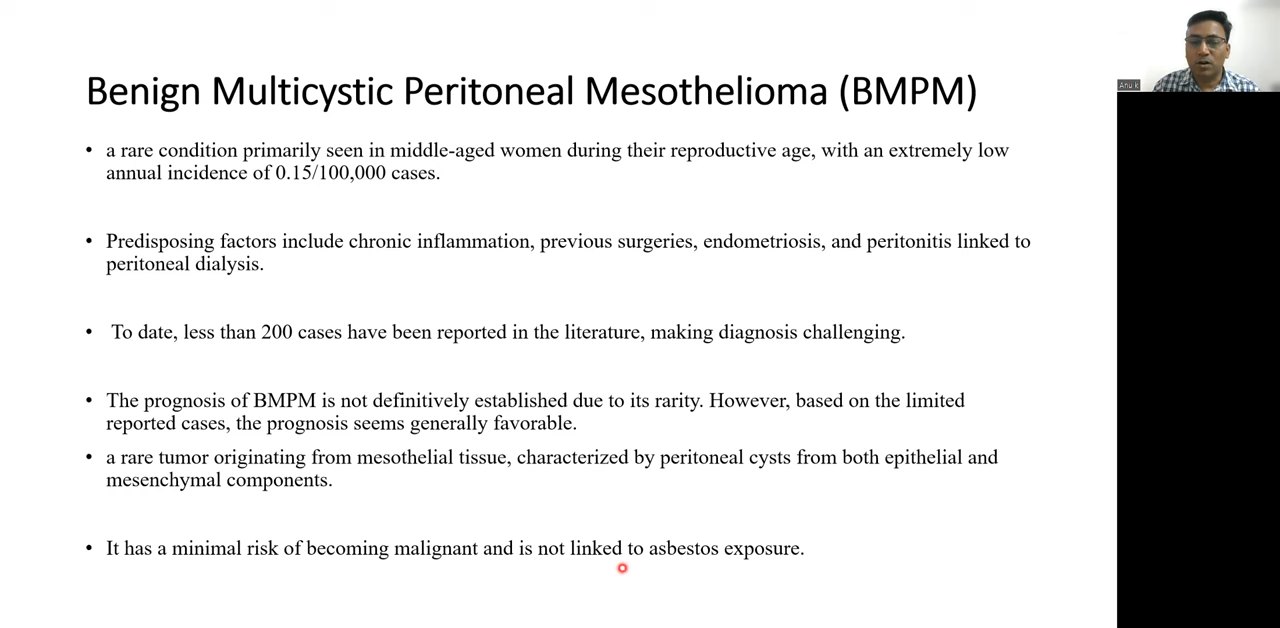 Benign Multicystic Peritoneal Mesothelioma (BMPM)
• a rare condition primarily seen in middle-aged women during their reproductive age, with an extremely low
annual incidence of 0.15/100,000 cases.
• Predisposing factors include chronic inflammation, previous surgeries, endometriosis, and peritonitis linked to
peritoneal dialysis.
• To date, less than 200 cases have been reported in the literature, making diagnosis challenging.
• The prognosis of BMPM is not definitively established due to its rarity. However, based on the limited
reported cases, the prognosis seems generally favorable.
• a rare tumor originating from mesothelial tissue, characterized by peritoneal cysts from both epithelial and
mesenchymal components.
• It has a minimal risk of becoming malignant and is not linked to asbestos exposure.
Anu K